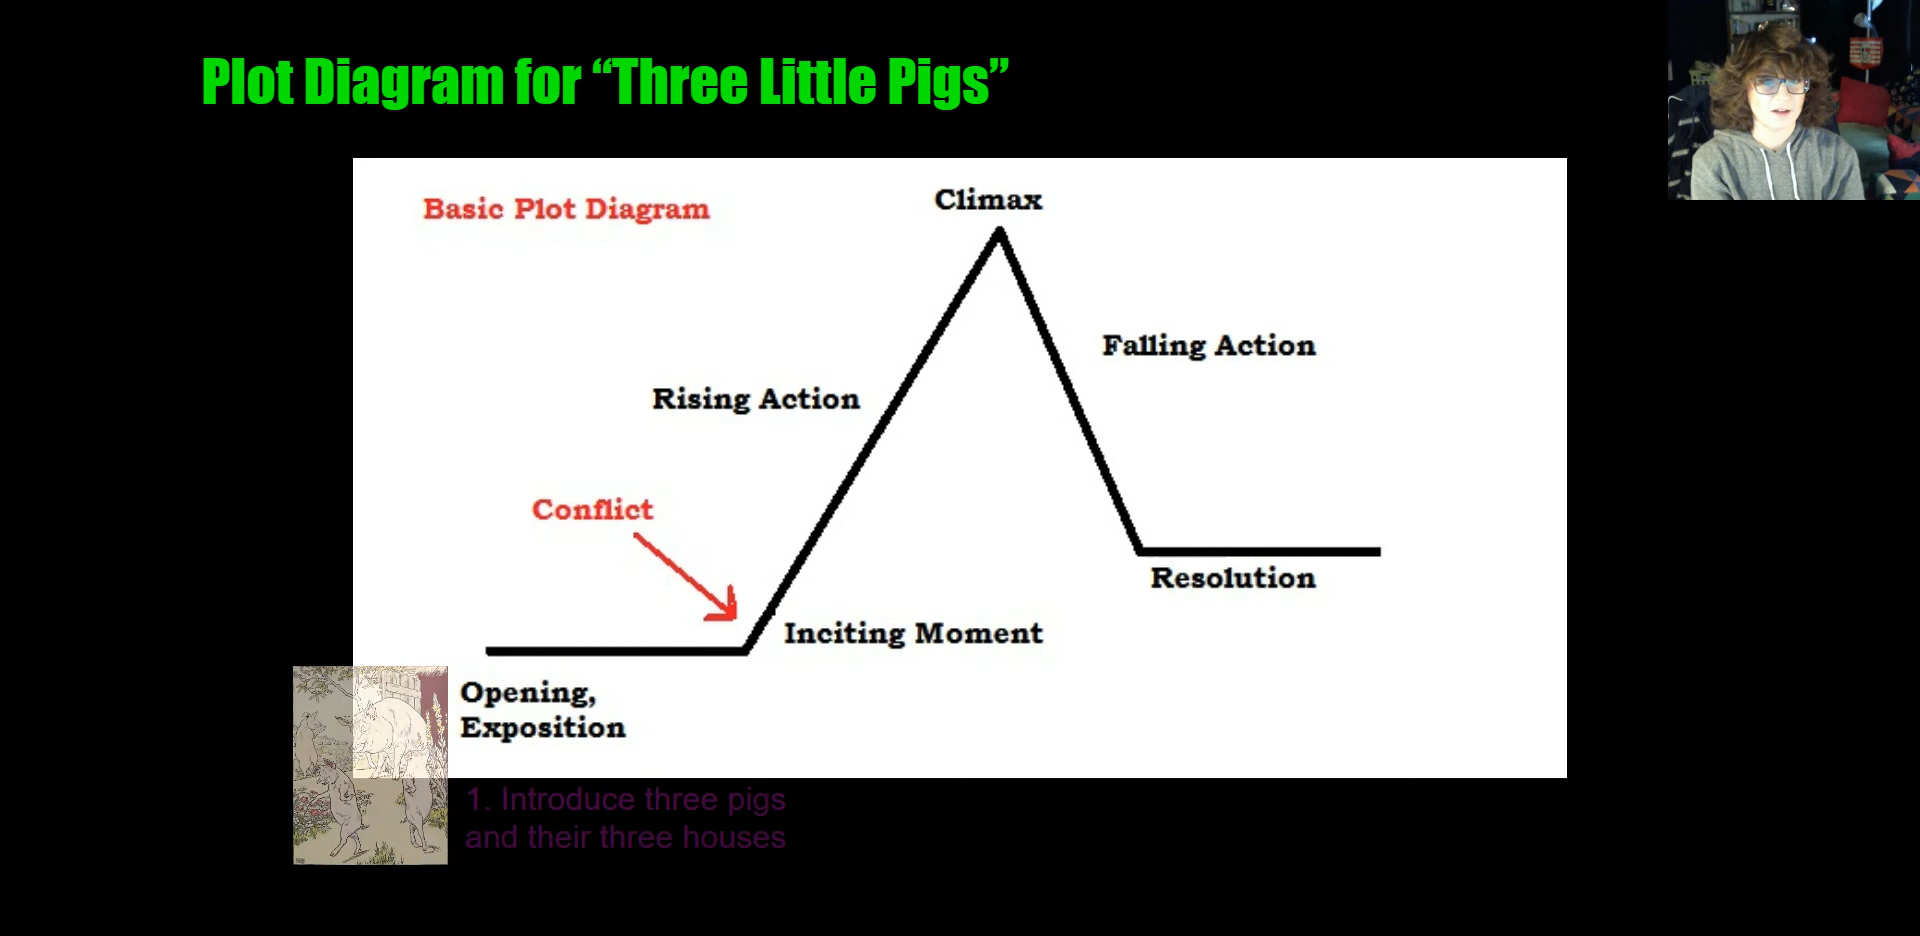 Plot Diagram for “Three Little Pigs”
Basic Plot Diagram
Climax
Falling Action
Rising Action
Conflict
Resolution
Inciting Moment
Opening,
Exposition
1. Introduce three pigs
and their three houses